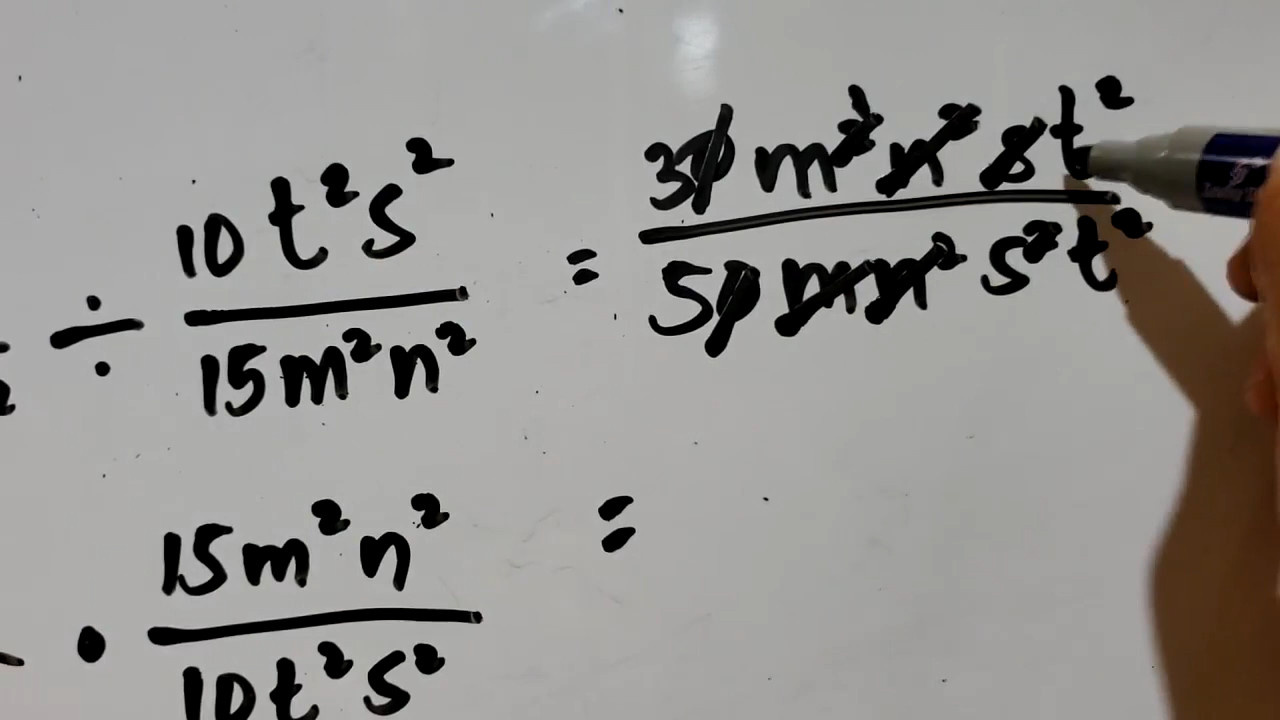 ÷ 10t²s² / 15m²n² = 30m²n²st² / 50mn²s²t²
· 15m²n² / 10t²s² =